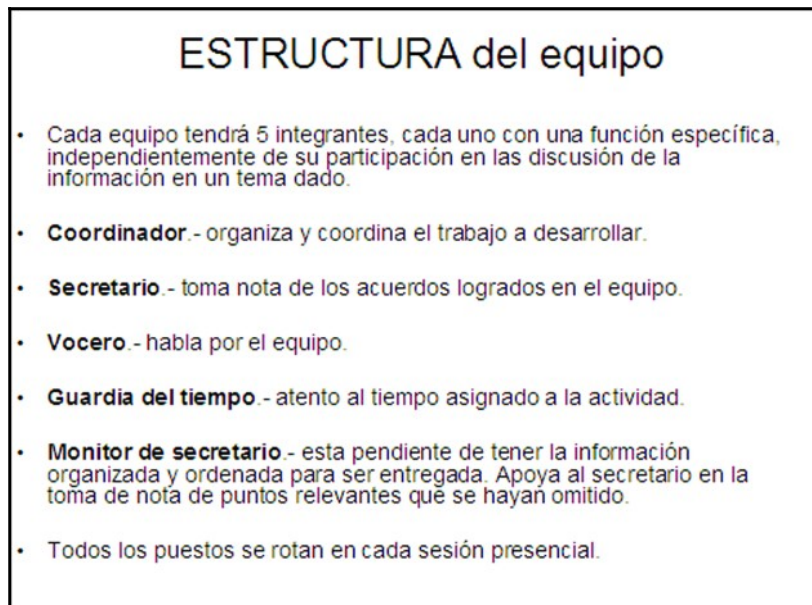 ESTRUCTURA del equipo
• Cada equipo tendrá 5 integrantes, cada uno con una función específica,
independientemente de su participación en las discusión de la
información en un tema dado.
• Coordinador.- organiza y coordina el trabajo a desarrollar.
• Secretario.- toma nota de los acuerdos logrados en el equipo.
• Vocero.- habla por el equipo.
• Guardia del tiempo.- atento al tiempo asignado a la actividad.
• Monitor de secretario.- esta pendiente de tener la información
organizada y ordenada para ser entregada. Apoya al secretario en la
toma de nota de puntos relevantes que se hayan omitido.
• Todos los puestos se rotan en cada sesión presencial.